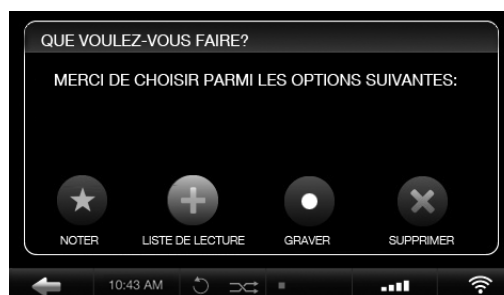 QUE VOULEZ-VOUS FAIRE?
MERCI DE CHOISIR PARMI LES OPTIONS SUIVANTES:
NOTER LISTE DE LECTURE GRAVER SUPPRIMER
10:43 AM